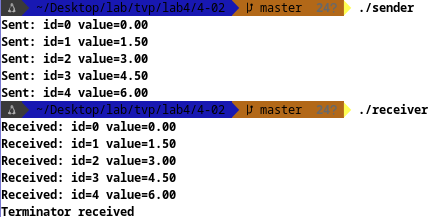 ~/Desktop/lab/tvp/lab4/4-02 master 24? ./sender
Sent: id=0 value=0.00
Sent: id=1 value=1.50
Sent: id=2 value=3.00
Sent: id=3 value=4.50
Sent: id=4 value=6.00
~/Desktop/lab/tvp/lab4/4-02 master 24? ./receiver
Received: id=0 value=0.00
Received: id=1 value=1.50
Received: id=2 value=3.00
Received: id=3 value=4.50
Received: id=4 value=6.00
Terminator received